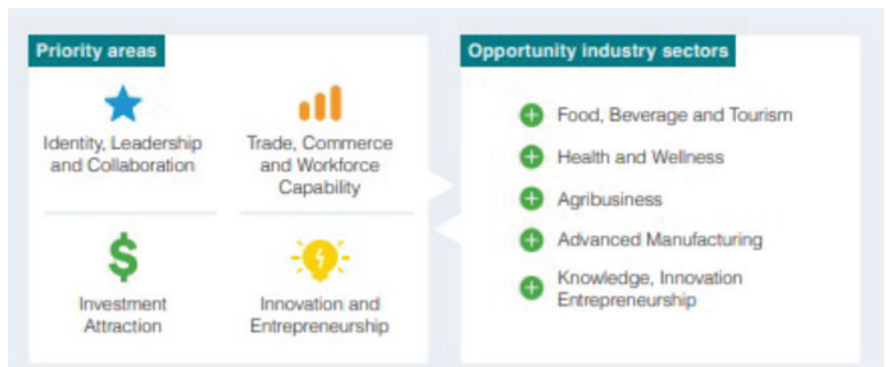 Priority areas
Identity, Leadership
and Collaboration
Trade, Commerce
and Workforce
Capability
Investment
Attraction
Innovation and
Entrepreneurship
Opportunity industry sectors
Food, Beverage and Tourism
Health and Wellness
Agribusiness
Advanced Manufacturing
Knowledge, Innovation
Entrepreneurship